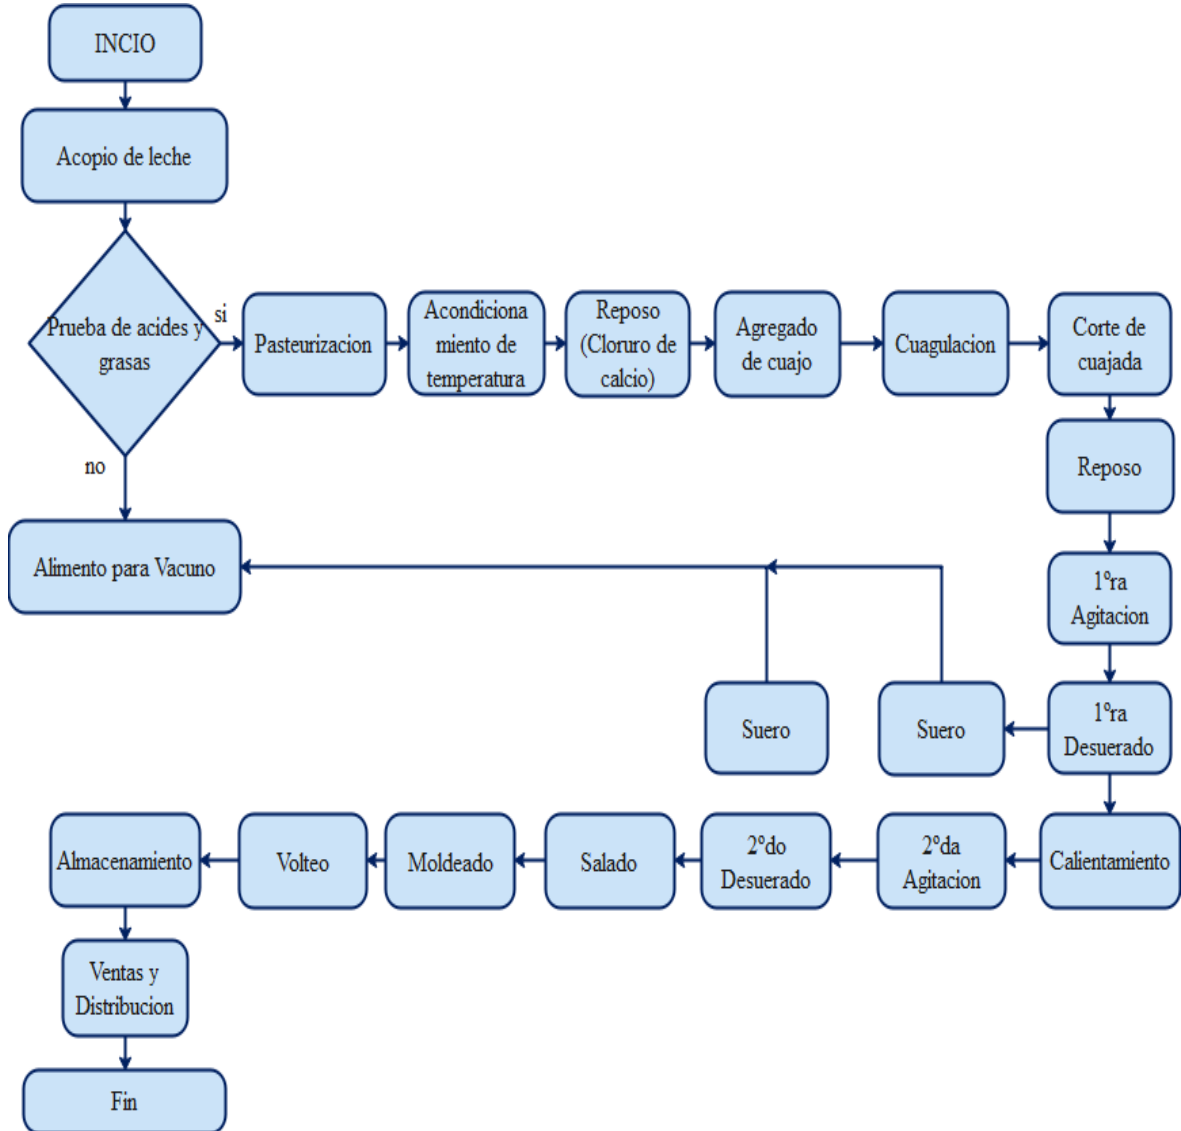 INCIO
Acopio de leche
Prueba de acides y
grasas
si
no
Pasteurizacion
Acondiciona
miento de
temperatura
Reposo
(Cloruro de
calcio)
Agregado
de cuajo
Cuagulacion
Corte de
cuajada
Reposo
1ºra
Agitacion
1ºra
Desuerado
Suero
Suero
Alimento para Vacuno
Calientamiento
2ºda
Agitacion
2ºdo
Desuerado
Salado
Moldeado
Volteo
Almacenamiento
Ventas y
Distribucion
Fin